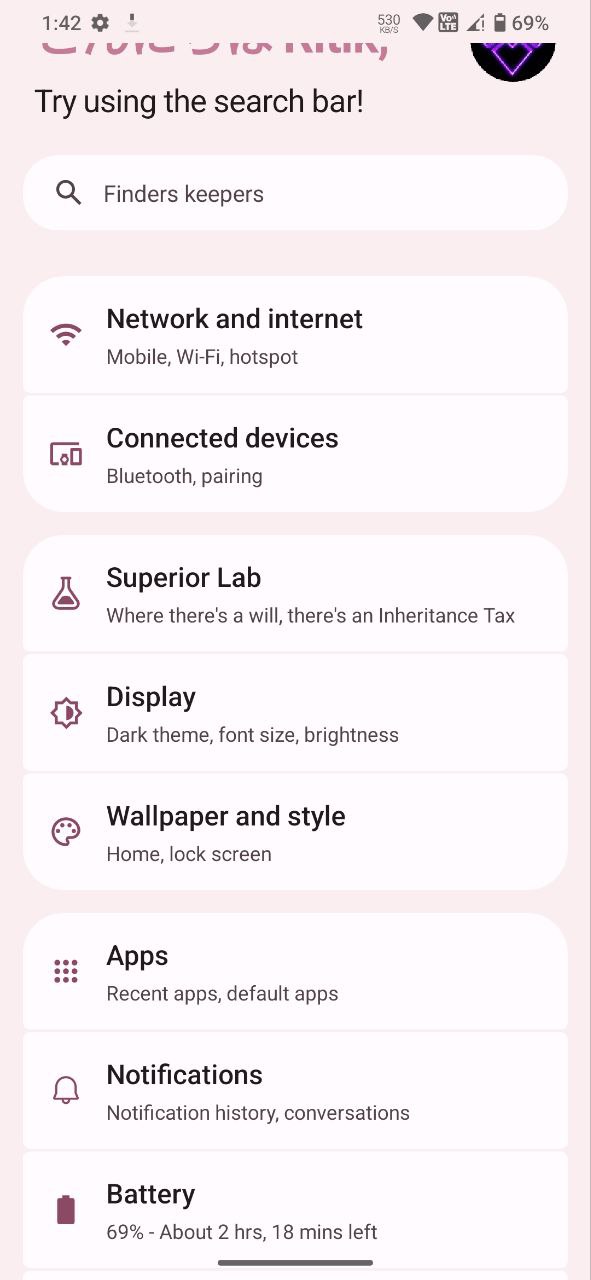 1:42
530
KB/S
Vo
LTE
69%
Ritik,
Try using the search bar!
Finders keepers
Network and internet
Mobile, Wi-Fi, hotspot
Connected devices
Bluetooth, pairing
Superior Lab
Where there's a will, there's an Inheritance Tax
Display
Dark theme, font size, brightness
Wallpaper and style
Home, lock screen
Apps
Recent apps, default apps
Notifications
Notification history, conversations
Battery
69% - About 2 hrs, 18 mins left